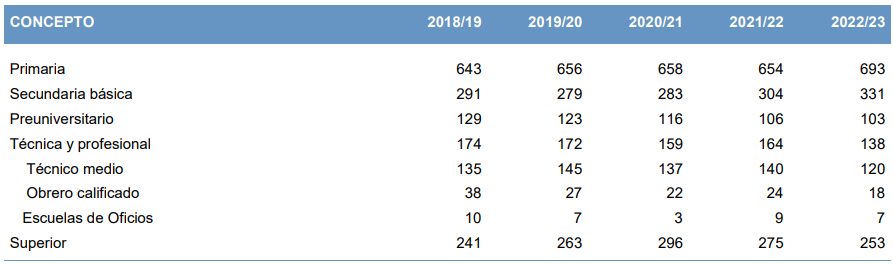 CONCEPTO 2018/19 2019/20 2020/21 2021/22 2022/23
Primaria 643 656 658 654 693
Secundaria básica 291 279 283 304 331
Preuniversitario 129 123 116 106 103
Técnica y profesional 174 172 159 164 138
Técnico medio 135 145 137 140 120
Obrero calificado 38 27 22 24 18
Escuelas de Oficios 10 7 3 9 7
Superior 241 263 296 275 253